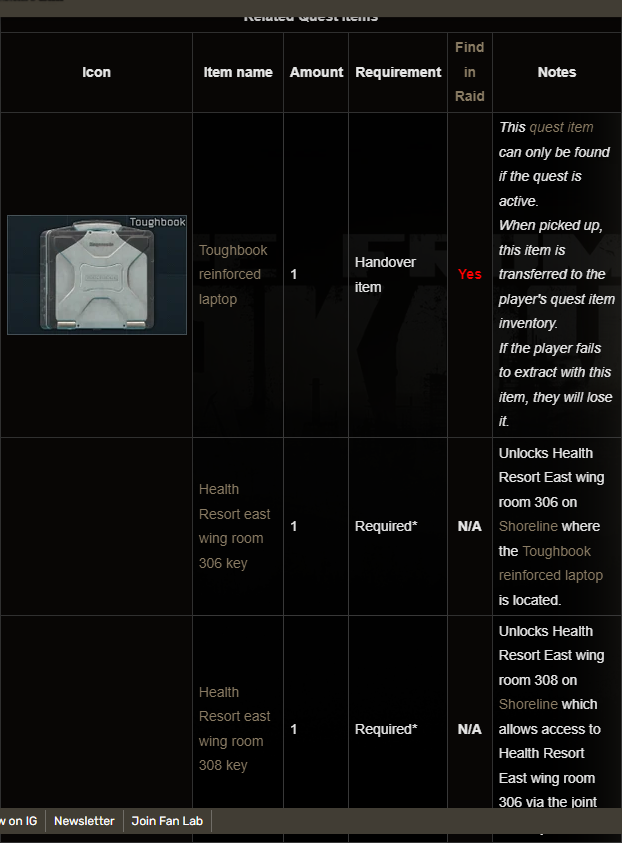 Related Quest Items
Icon
Item name
Amount
Requirement
Find
in
Raid
Notes
Toughbook
Toughbook
reinforced
laptop
1
Handover
item
Yes
This quest item
can only be found
if the quest is
active.
When picked up,
this item is
transferred to the
player's quest item
inventory.
If the player fails
to extract with this
item, they will lose
it.
Health
Resort east
wing room
306 key
1
Required*
N/A
Unlocks Health
Resort East wing
room 306 on
Shoreline where
the Toughbook
reinforced laptop
is located.
Health
Resort east
wing room
308 key
1
Required*
N/A
Unlocks Health
Resort East wing
room 308 on
Shoreline which
allows access to
Health Resort
East wing room
306 via the joint
w on IG
Newsletter
Join Fan Lab